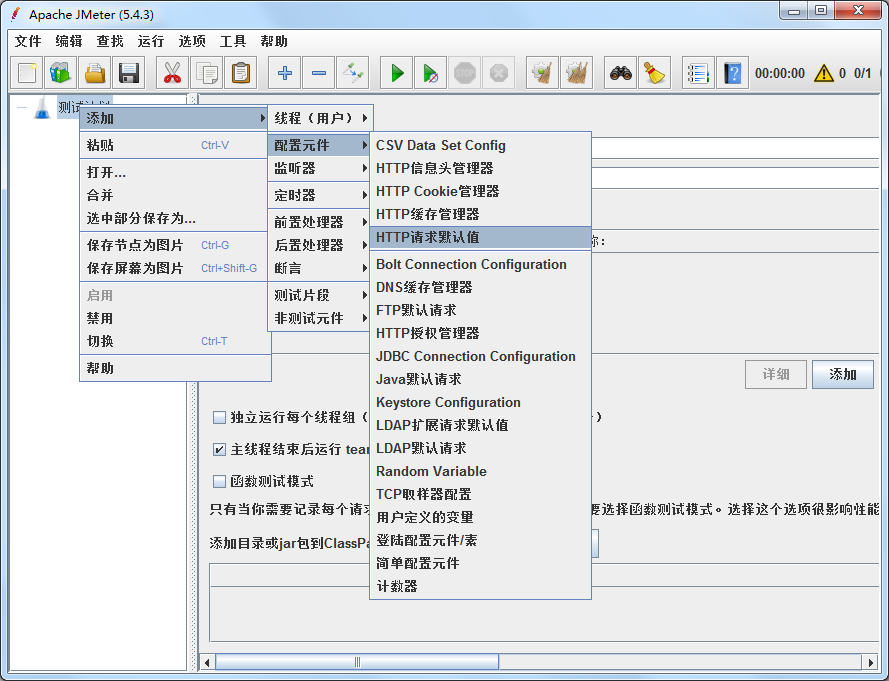 Apache JMeter (5.4.3)
文件 编辑 查找 运行 选项 工具 帮助
00:00:00 0 0/1
添加
粘贴 Ctrl-V
打开...
合并
选中部分保存为...
保存节点为图片 Ctrl-G
保存屏幕为图片 Ctrl+Shift-G
启用
禁用
切换 Ctrl-T
帮助
线程（用户）
配置元件
监听器
定时器
前置处理器
后置处理器
断言
测试片段
非测试元件
CSV Data Set Config
HTTP信息头管理器
HTTP Cookie管理器
HTTP缓存管理器
HTTP请求默认值
Bolt Connection Configuration
DNS缓存管理器
FTP默认请求
HTTP授权管理器
JDBC Connection Configuration
Java默认请求
Keystore Configuration
LDAP扩展请求默认值
LDAP默认请求
Random Variable
TCP取样器配置
用户定义的变量
登陆配置元件/素
简单配置元件
计数器
详细 添加
独立运行每个线程组（
主线程结束后运行
函数测试模式
只有当你需要记录每个请 要选择函数测试模式。选择这个选项很影响性能
添加目录或jar包到ClassPa